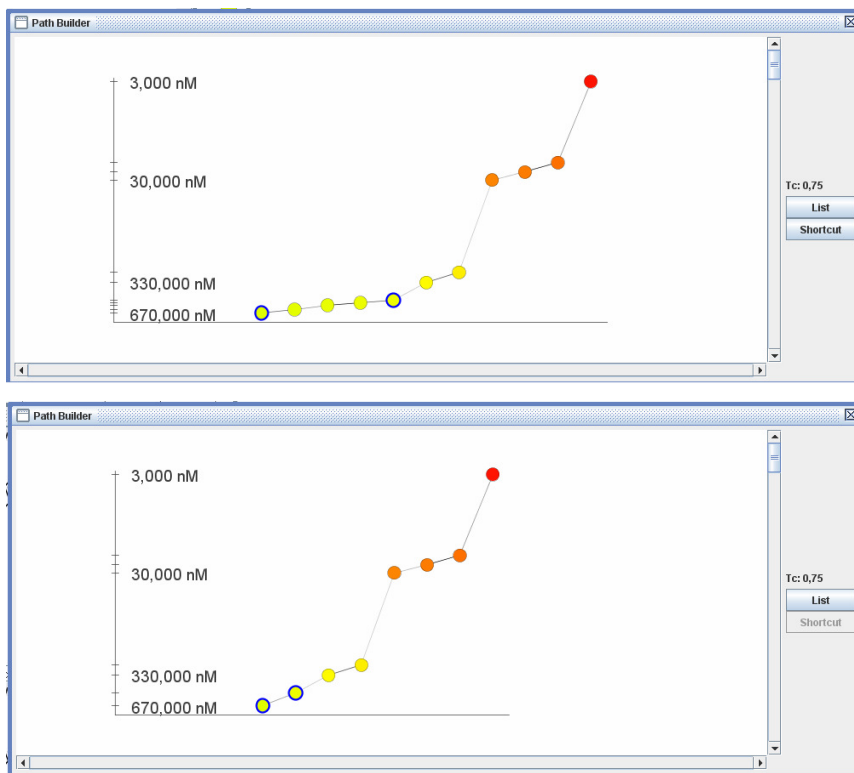 Path Builder
3,000 nM
30,000 nM
Tc: 0,75
List
Shortcut
330,000 nM
670,000 nM
Path Builder
3,000 nM
30,000 nM
Tc: 0,75
List
Shortcut
330,000 nM
670,000 nM